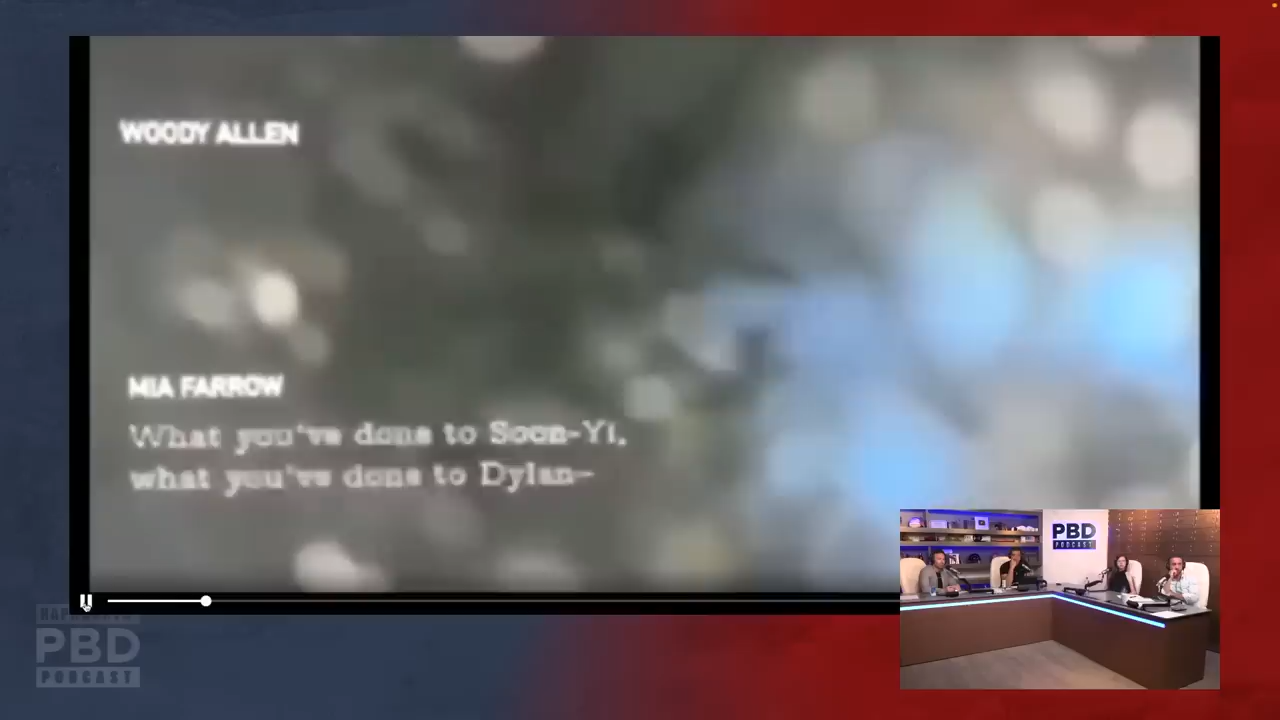 WOODY ALLEN
MIA FARROW
What you've done to Soon-Yi,
what you've done to Dylan-
PBD
PODCAST
PBD
PODCAST